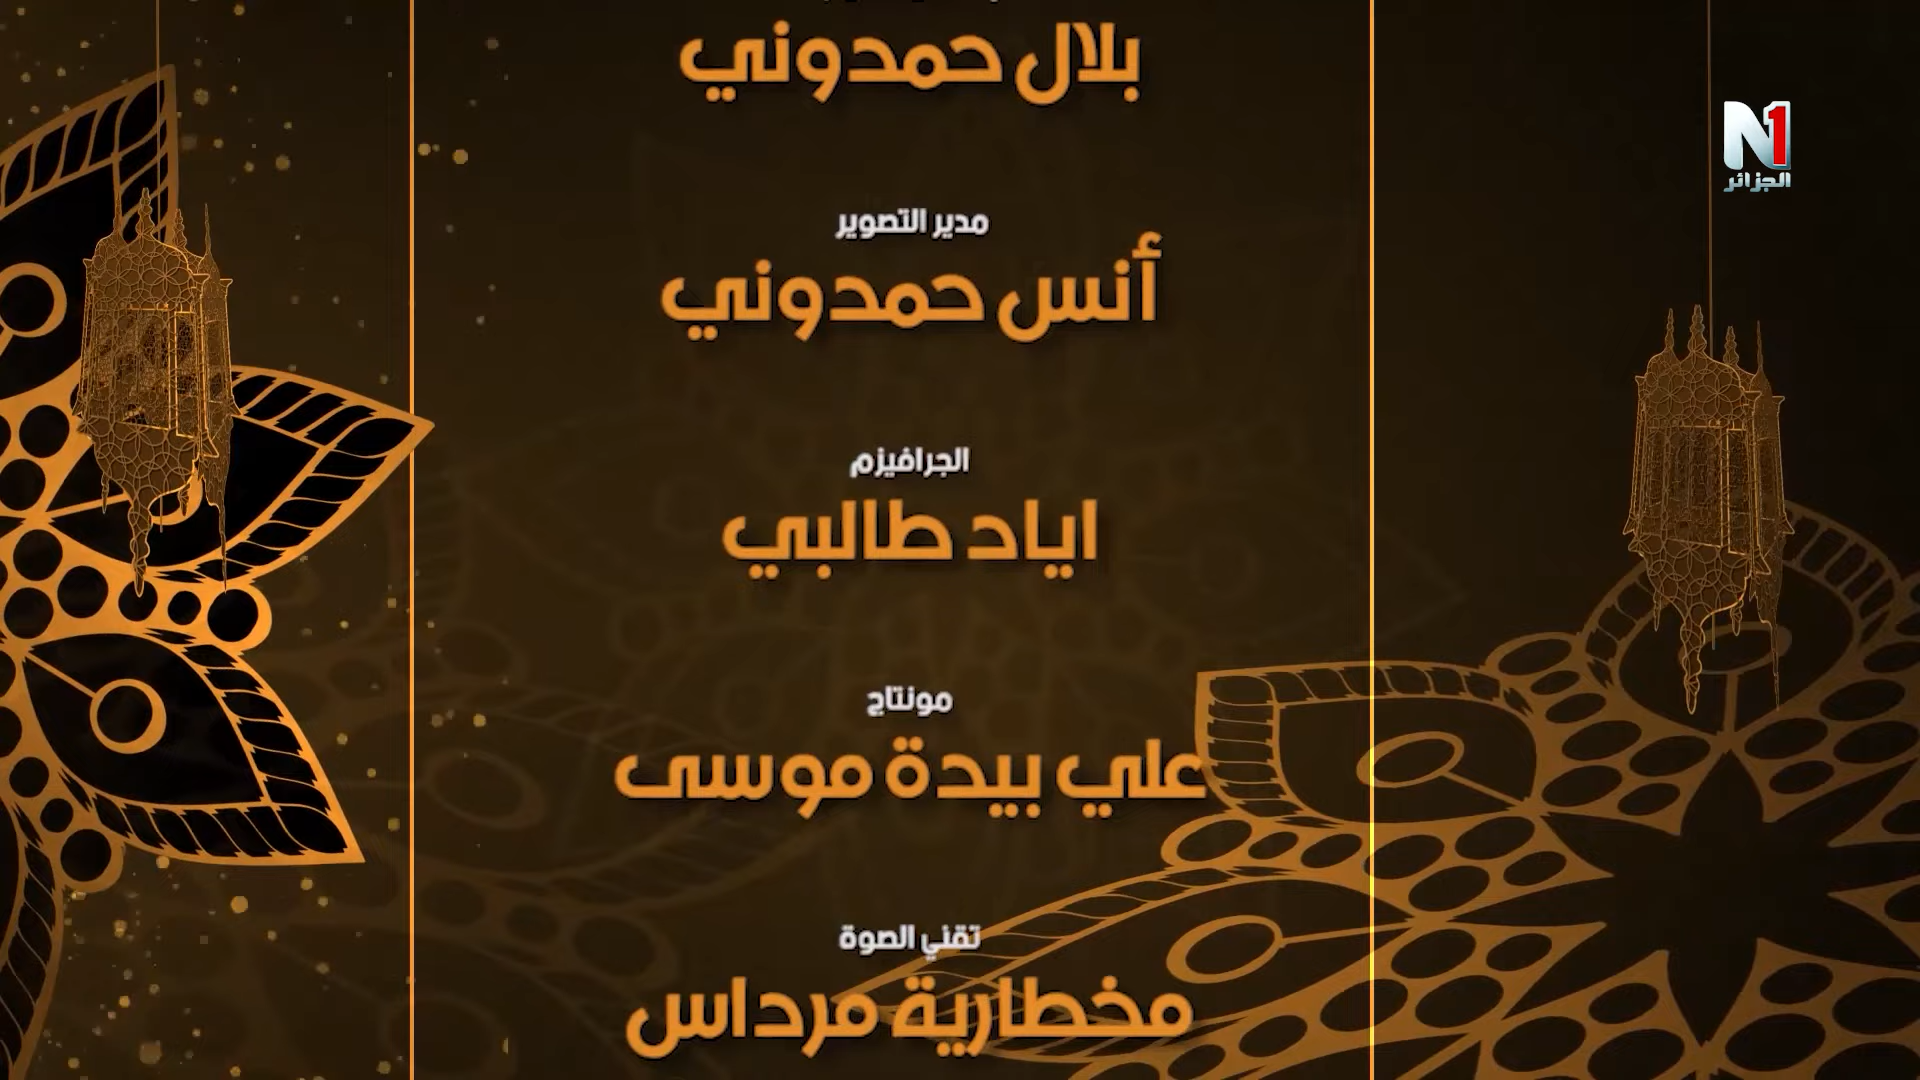 بلال حمدوني
N1
الجزائر
مدير التصوير
أنس حمدوني
الجرافيزم
اياد طالبي
مونتاج
علي بيدة موسى
تقني الصوة
مخطارية مرداس